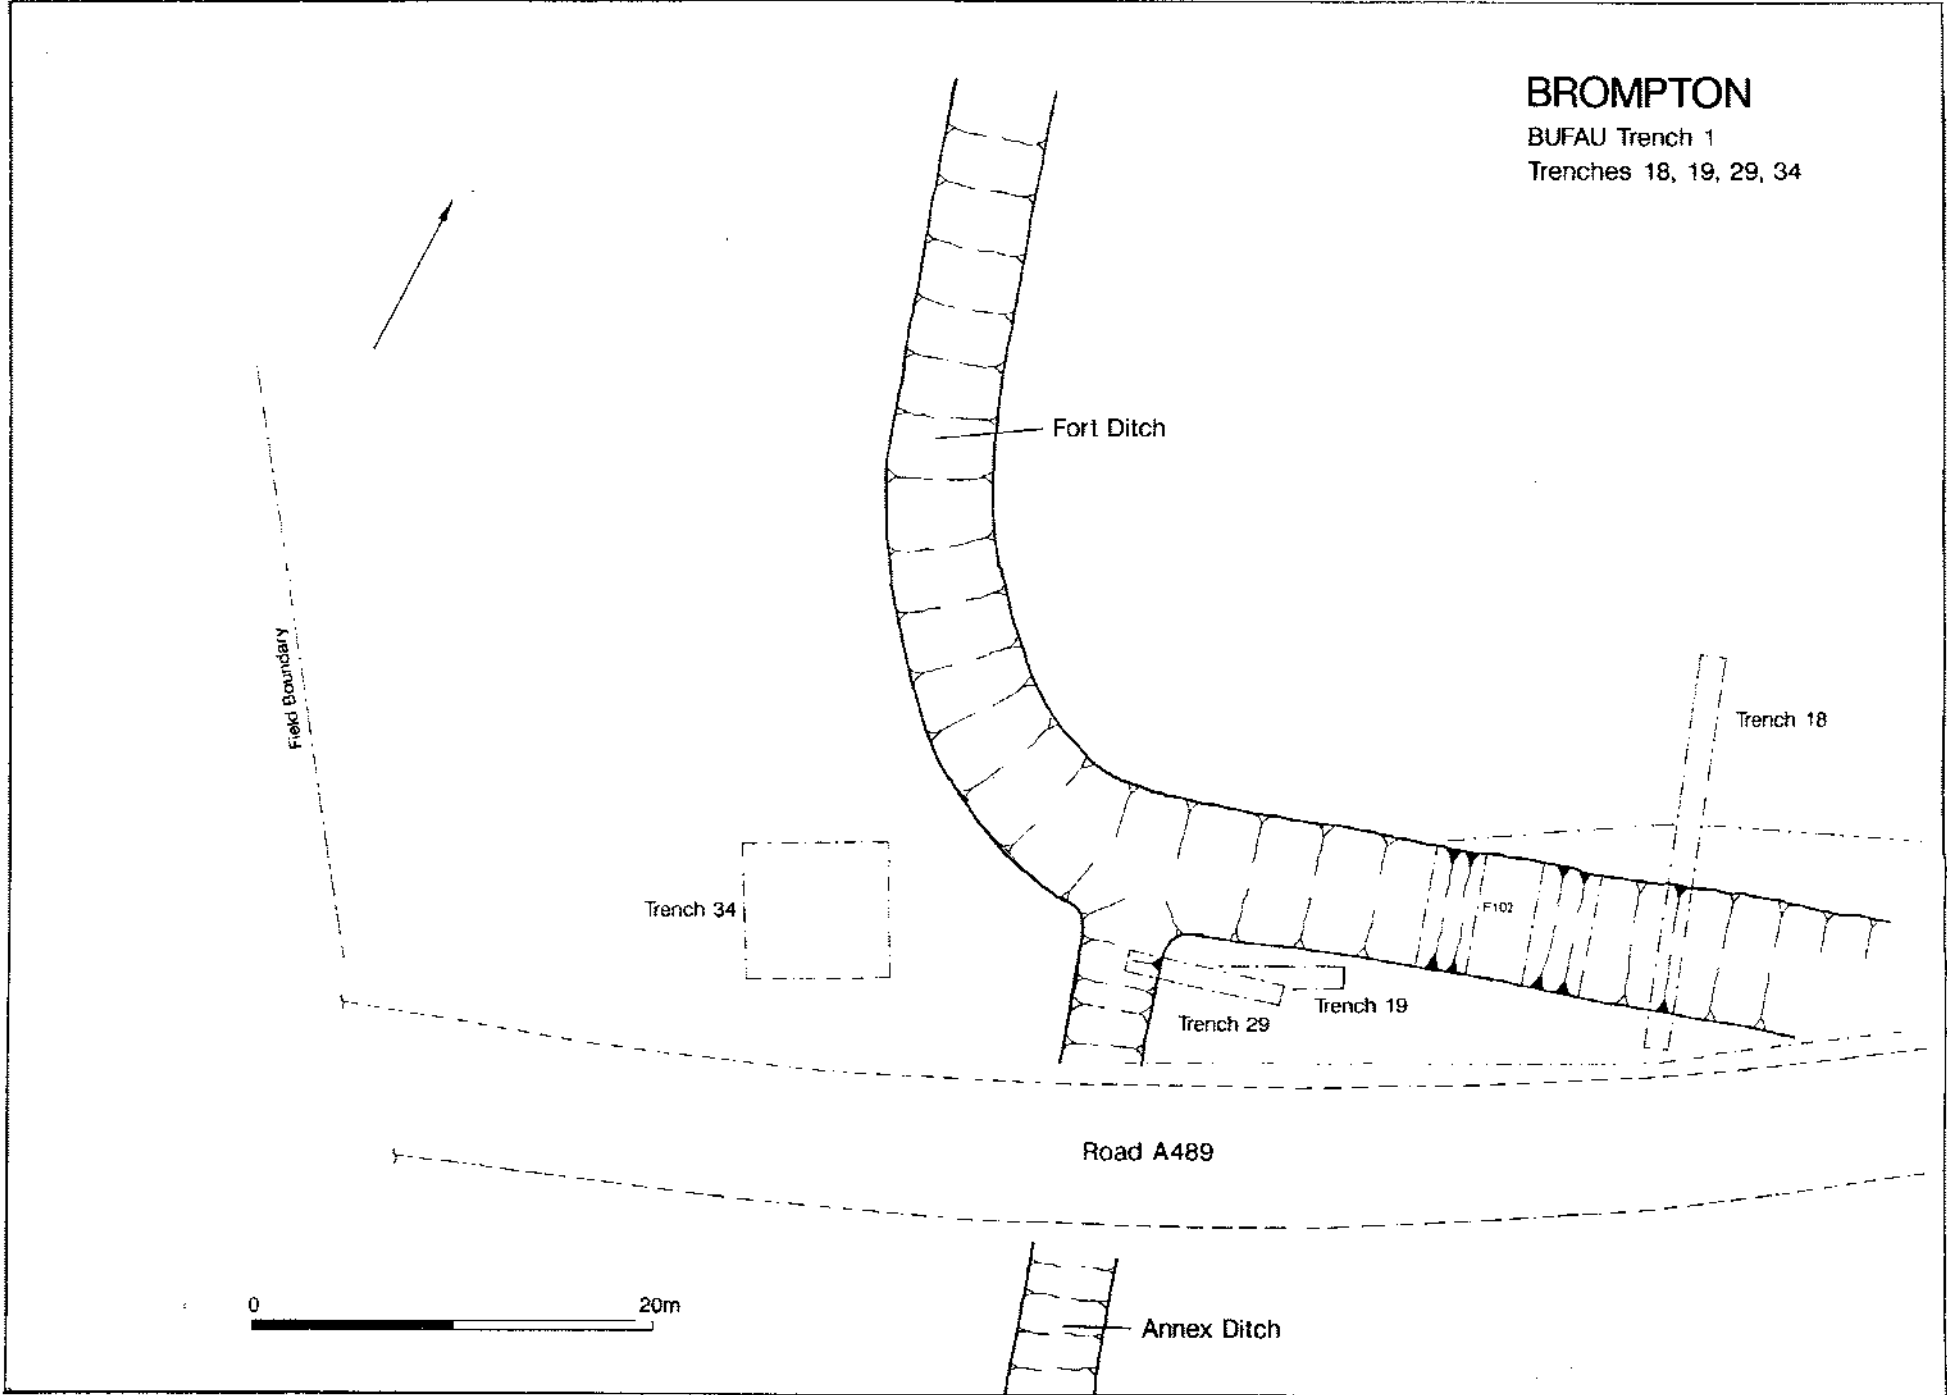 BROMPTON
BUFAU Trench 1
Trenches 18, 19, 29, 34
Fort Ditch
Field Boundary
Trench 18
Trench 34
F102
Trench 19
Trench 29
Road A489
0 20m
Annex Ditch